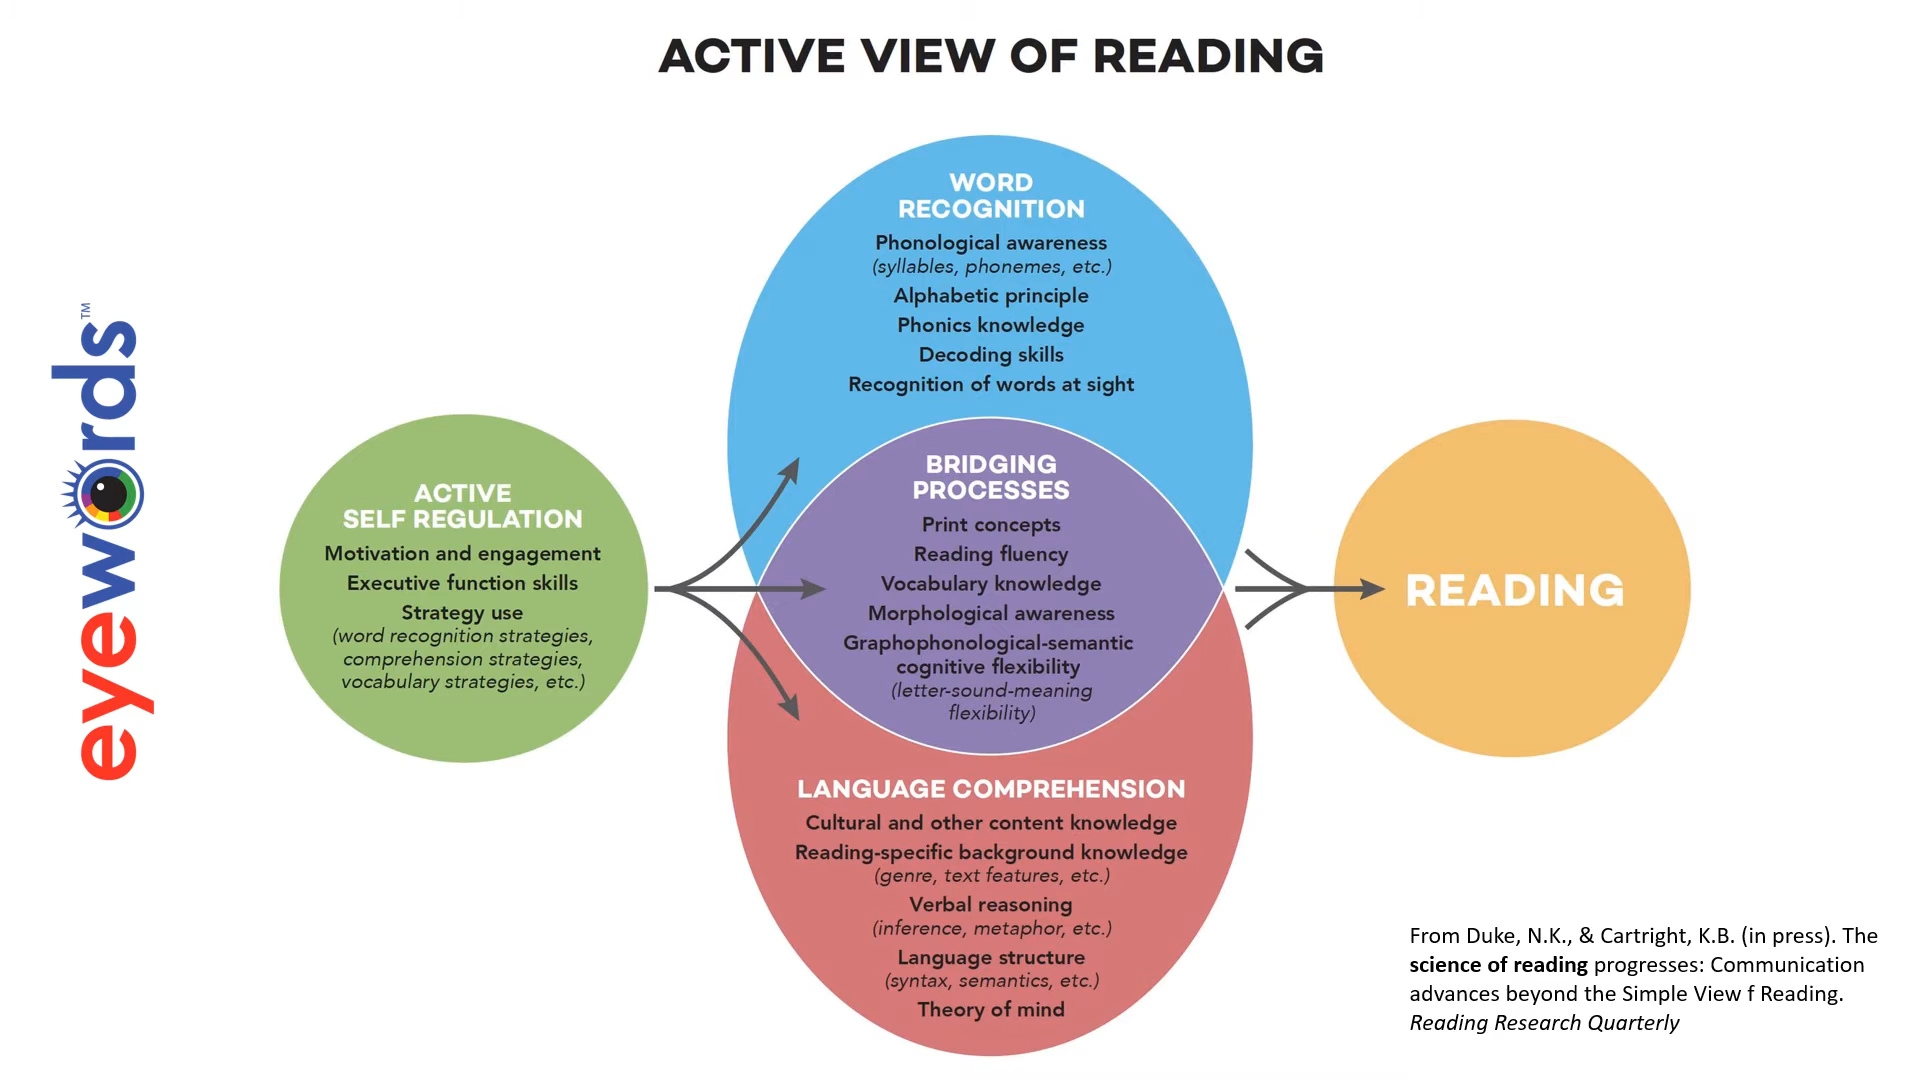 ACTIVE VIEW OF READING
eyewords™
WORD
RECOGNITION
Phonological awareness
(syllables, phonemes, etc.)
Alphabetic principle
Phonics knowledge
Decoding skills
Recognition of words at sight
ACTIVE
SELF REGULATION
Motivation and engagement
Executive function skills
Strategy use
(word recognition strategies,
comprehension strategies,
vocabulary strategies, etc.)
BRIDGING
PROCESSES
Print concepts
Reading fluency
Vocabulary knowledge
Morphological awareness
Graphophonological-semantic
cognitive flexibility
(letter-sound-meaning
flexibility)
READING
LANGUAGE COMPREHENSION
Cultural and other content knowledge
Reading-specific background knowledge
(genre, text features, etc.)
Verbal reasoning
(inference, metaphor, etc.)
Language structure
(syntax, semantics, etc.)
Theory of mind
From Duke, N.K., & Cartright, K.B. (in press). The
science of reading progresses: Communication
advances beyond the Simple View f Reading.
Reading Research Quarterly